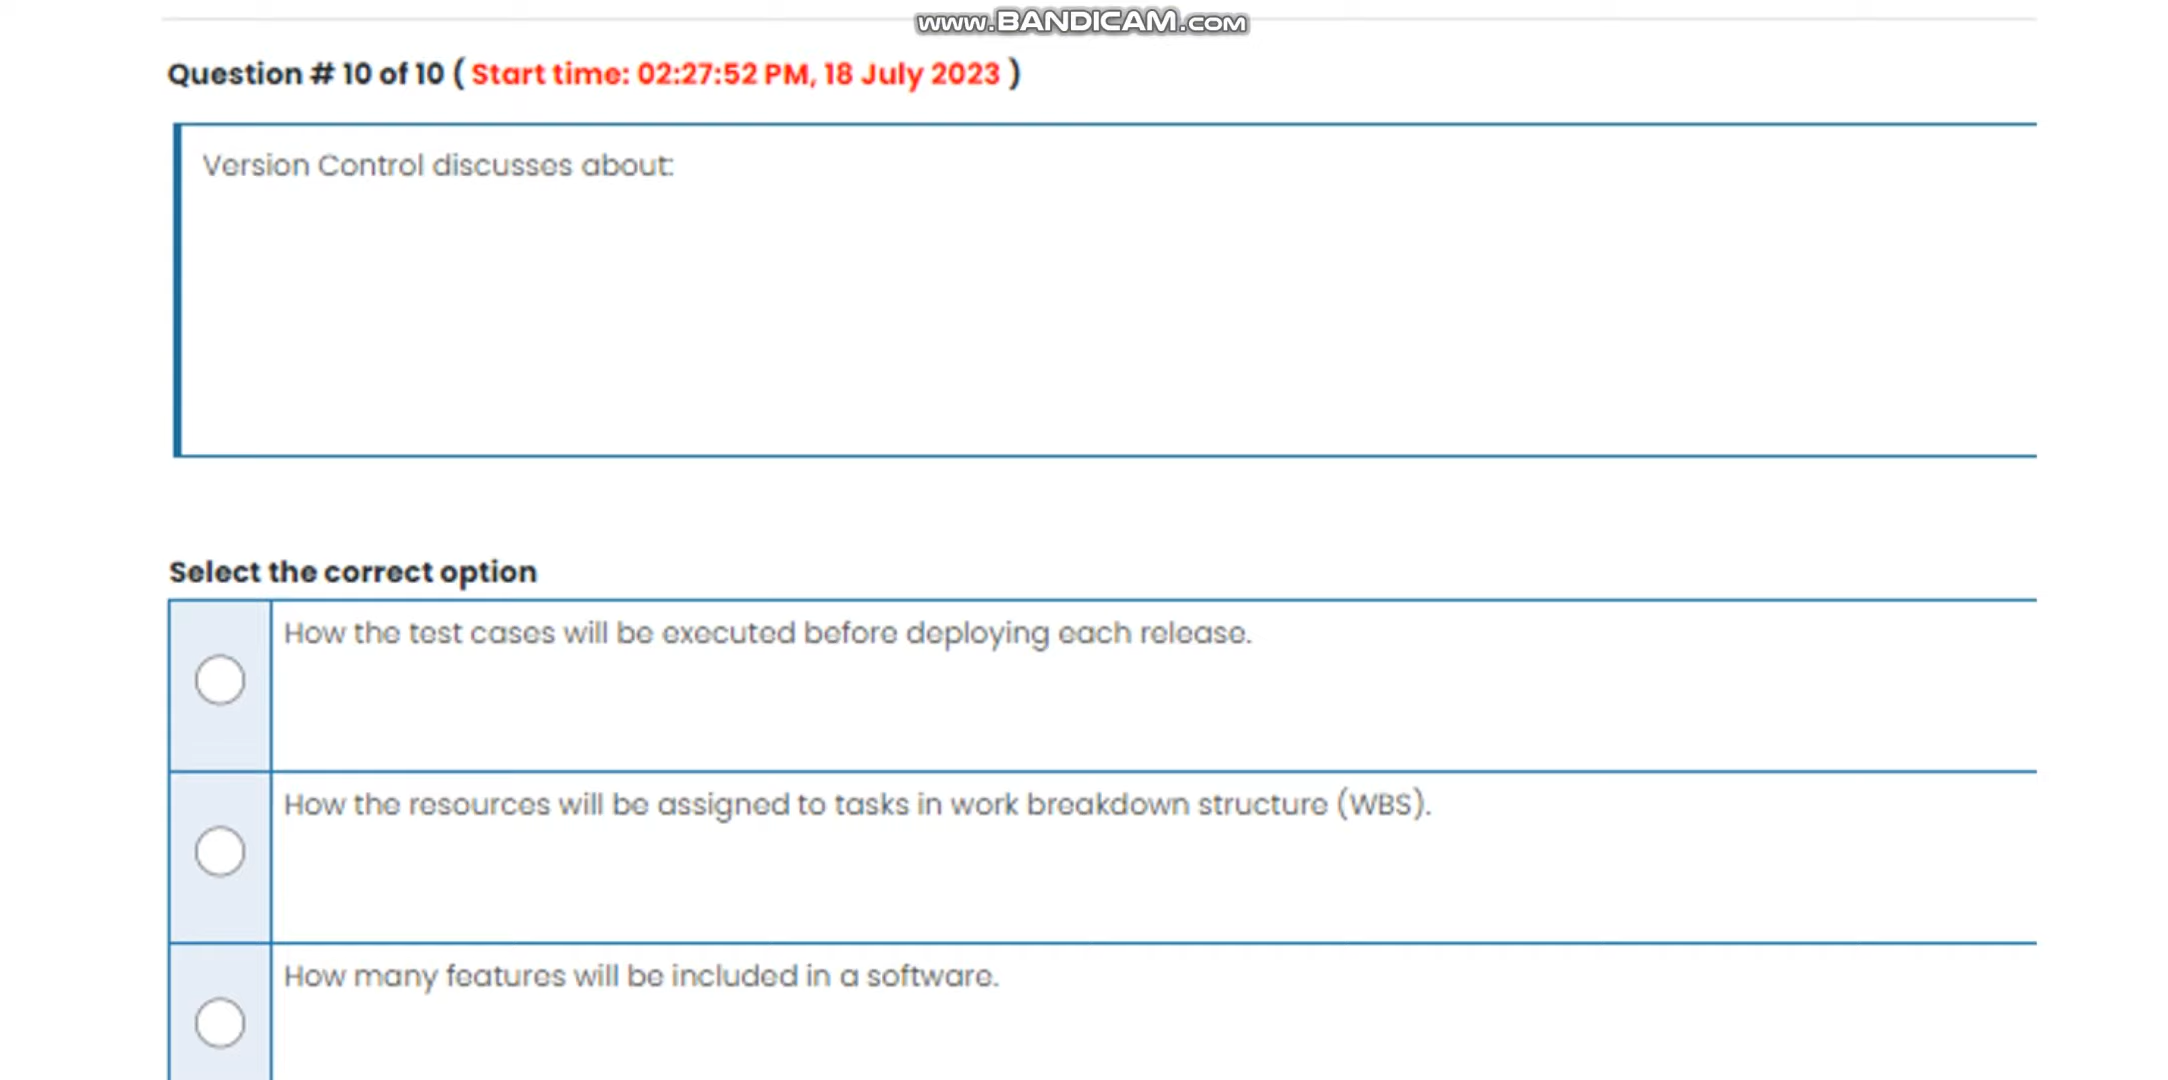 www.BANDICAM.com
Question # 10 of 10 ( Start time: 02:27:52 PM, 18 July 2023 )
Version Control discusses about:
Select the correct option
How the test cases will be executed before deploying each release.
How the resources will be assigned to tasks in work breakdown structure (WBS).
How many features will be included in a software.